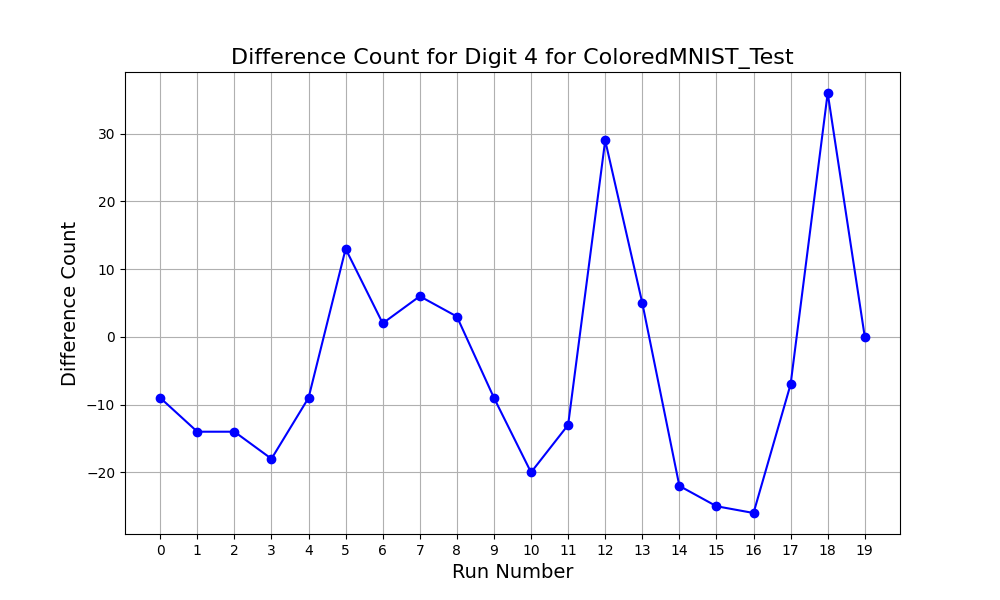 Difference Count for Digit 4 for ColoredMNIST_Test
Difference Count
30
20
10
0
−10
−20
0 1 2 3 4 5 6 7 8 9 10 11 12 13 14 15 16 17 18 19
Run Number